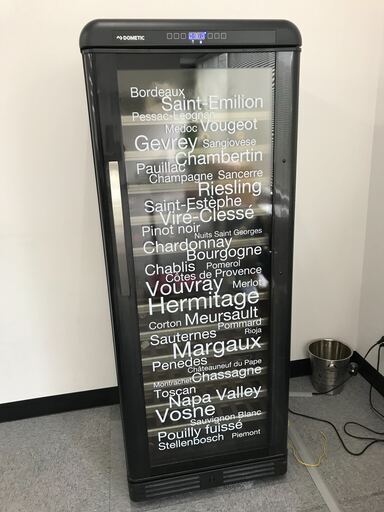 DOMETIC
Bordeaux
Saint-Emilion
Pessac-Leognan
Medoc Vougeot
Gevrey Sangiovese
Chambertin
Pauillac
Champagne Sancerre
Riesling
Saint-Estèphe
Vire-Clessé
Pinot noir Nuits Saint Georges
Chardonnay
Bourgogne
Chablis Pomerol
Côtes de Provence
Vouvray Merlot
Hermitage
Corton Meursault
Sauternes Pommard
Rioja
Margaux
Penedes
Châteauneuf du Pape
Chassagne
Montrachet
Toscan
Napa Valley
Vosne
Sauvignon Blanc
Pouilly fuissé
Stellenbosch Piemont